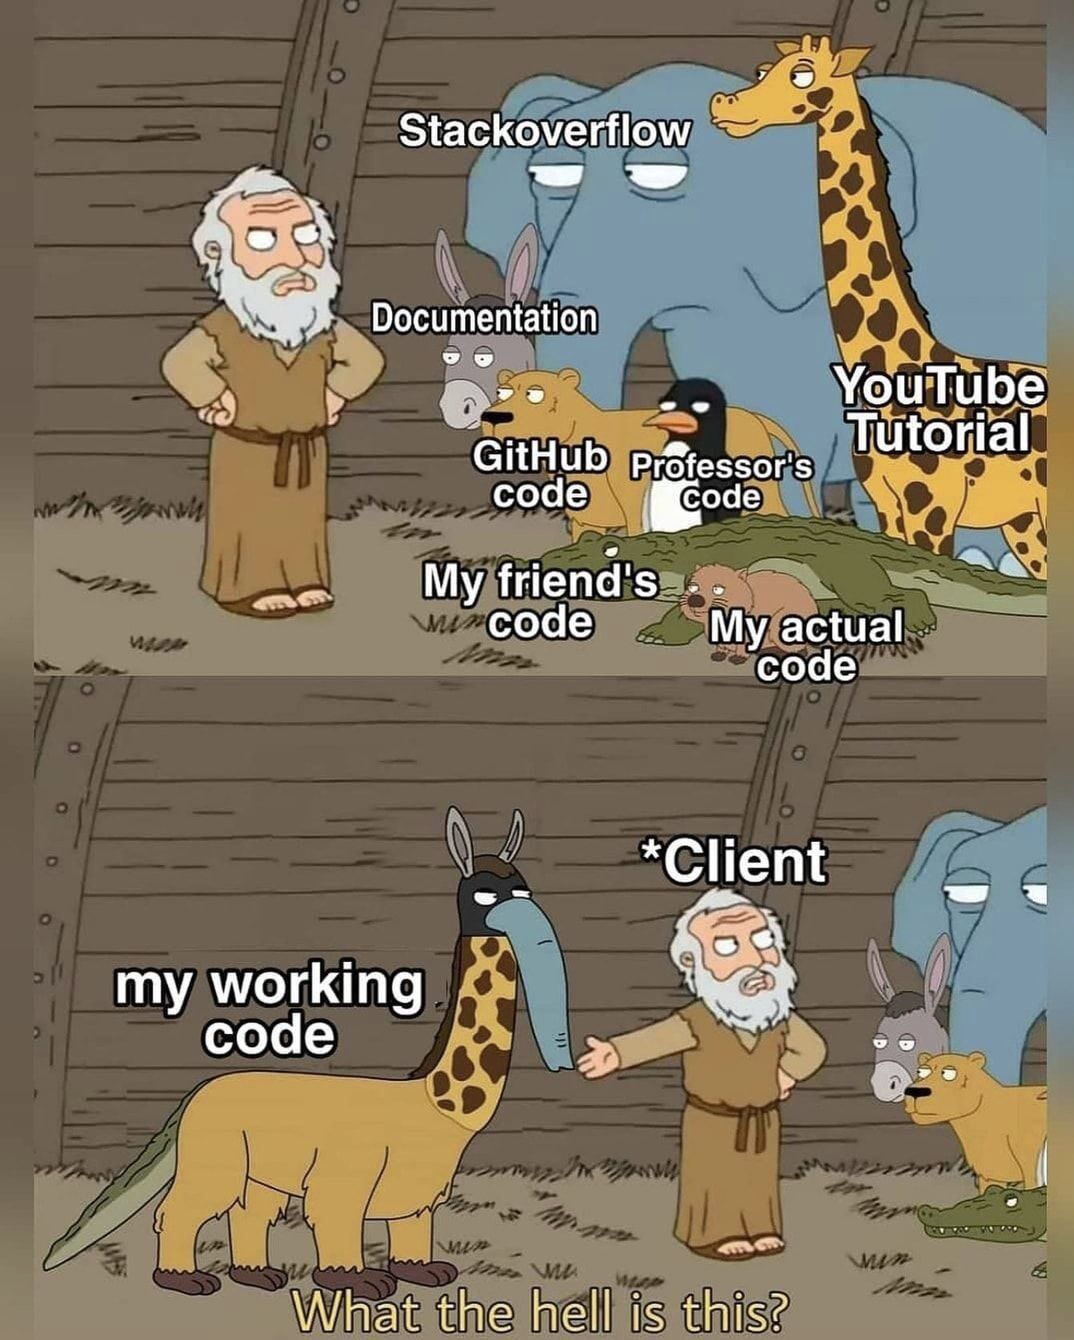 Stackoverflow
Documentation
YouTube
Tutorial
GitHub
code
Professor's
code
My friend's
code
My actual
code
*Client
my working
code
What the hell is this?